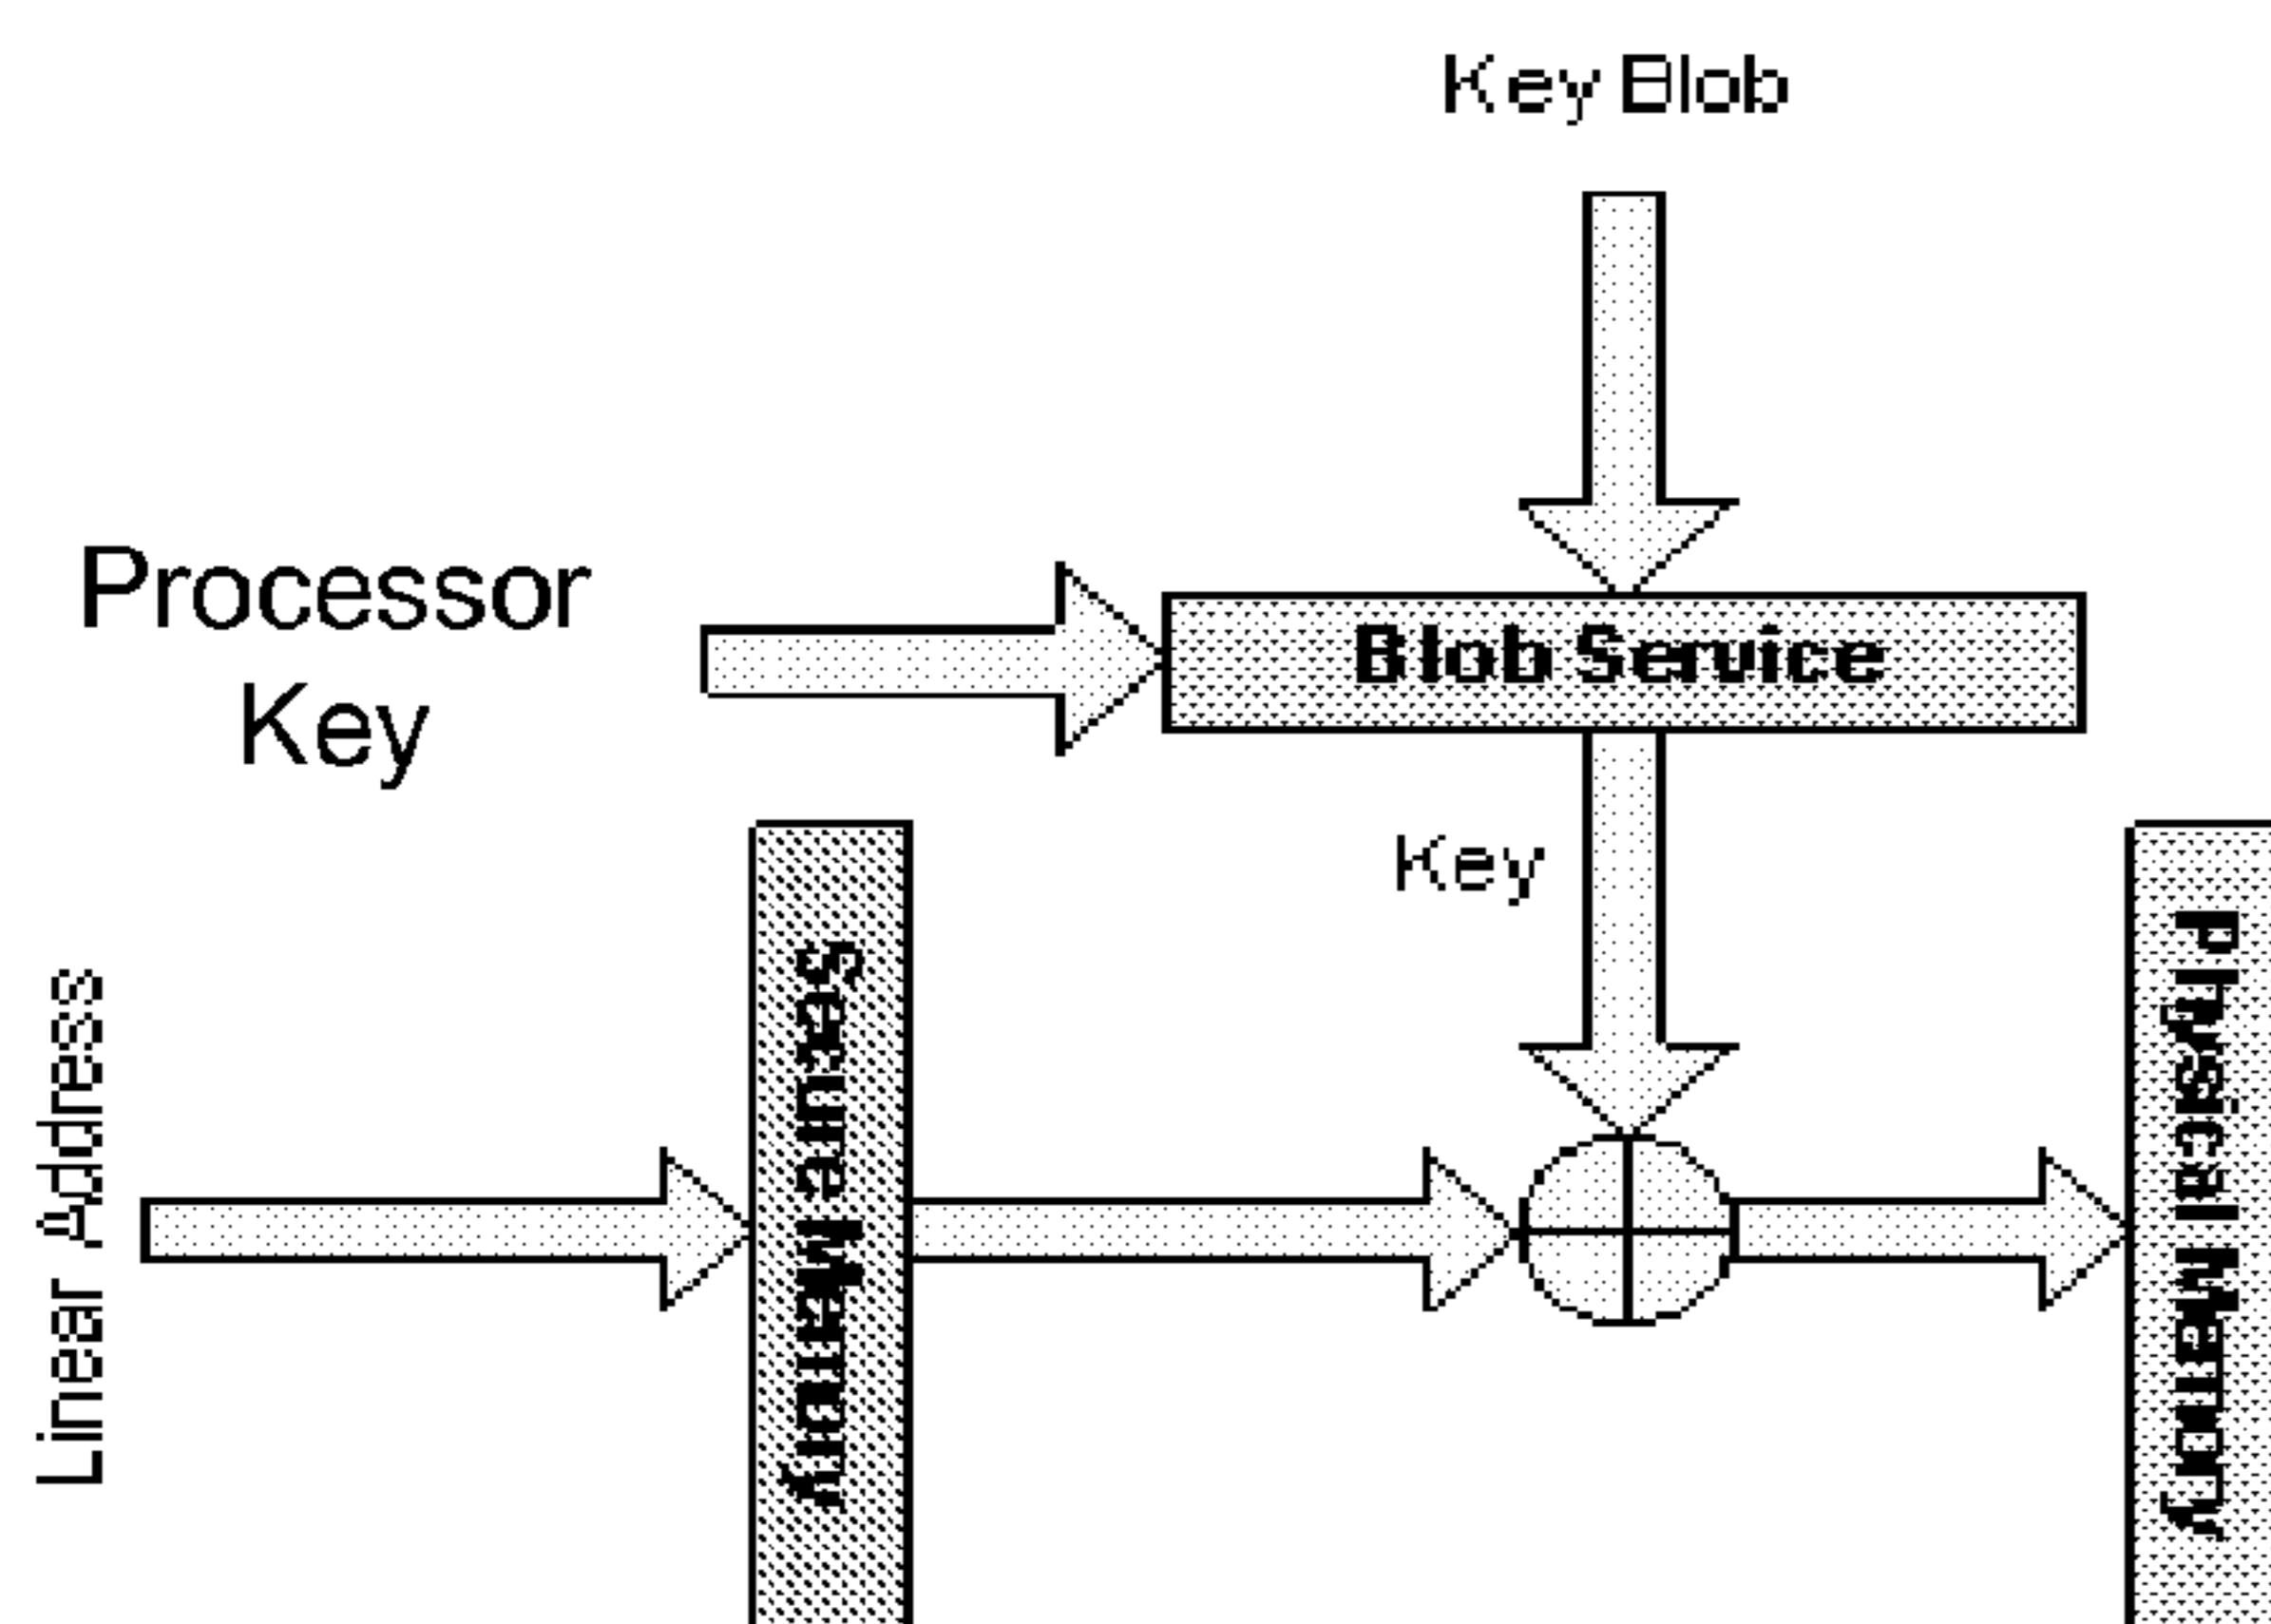 Key Blob
Processor
Key
Blob Service
Key
Linear Address
Secure Memory
Physical Memory